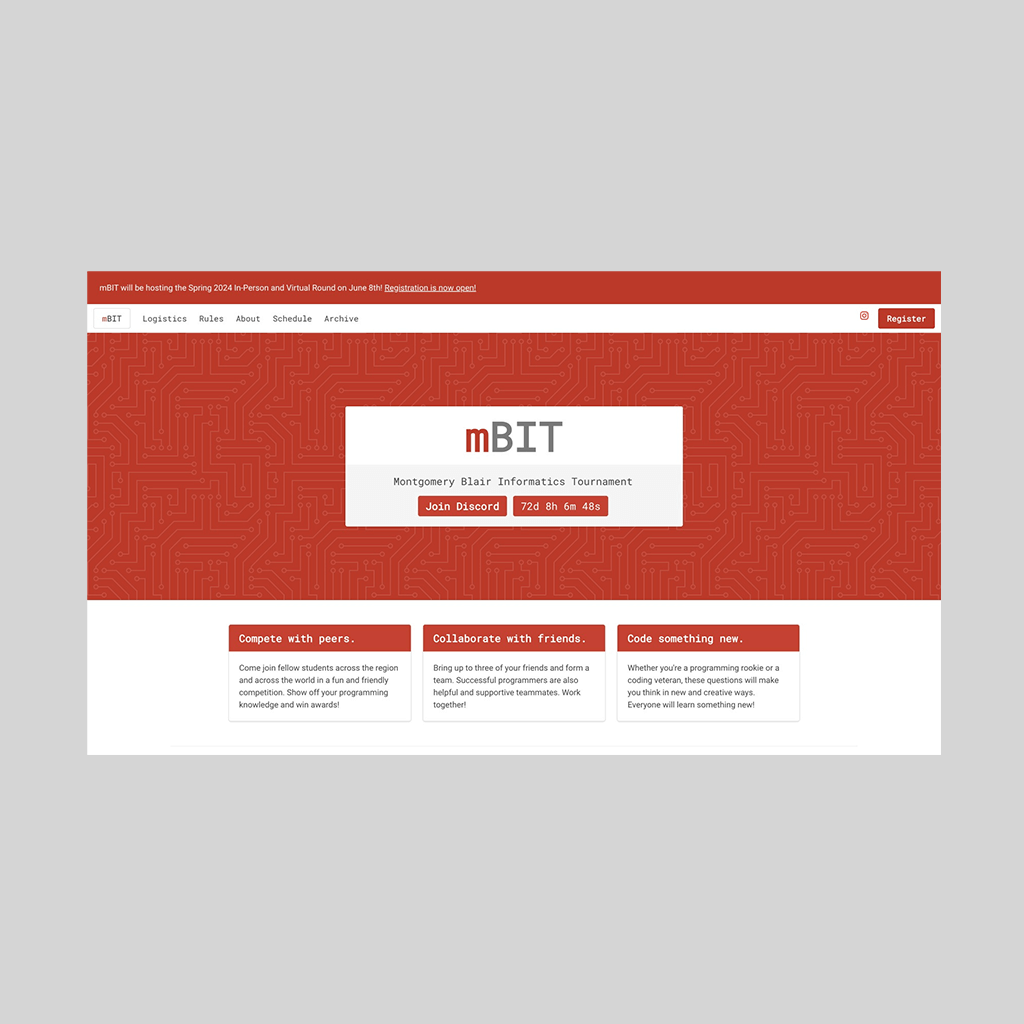 mBIT will be hosting the Spring 2024 In-Person and Virtual Round on June 8th! Registration is now open!
mBIT Logistics Rules About Schedule Archive Register
mBIT
Montgomery Blair Informatics Tournament
Join Discord 72d 8h 6m 48s
Compete with peers.
Come join fellow students across the region
and across the world in a fun and friendly
competition. Show off your programming
knowledge and win awards!
Collaborate with friends.
Bring up to three of your friends and form a
team. Successful programmers are also
helpful and supportive teammates. Work
together!
Code something new.
Whether you're a programming rookie or a
coding veteran, these questions will make
you think in new and creative ways.
Everyone will learn something new!